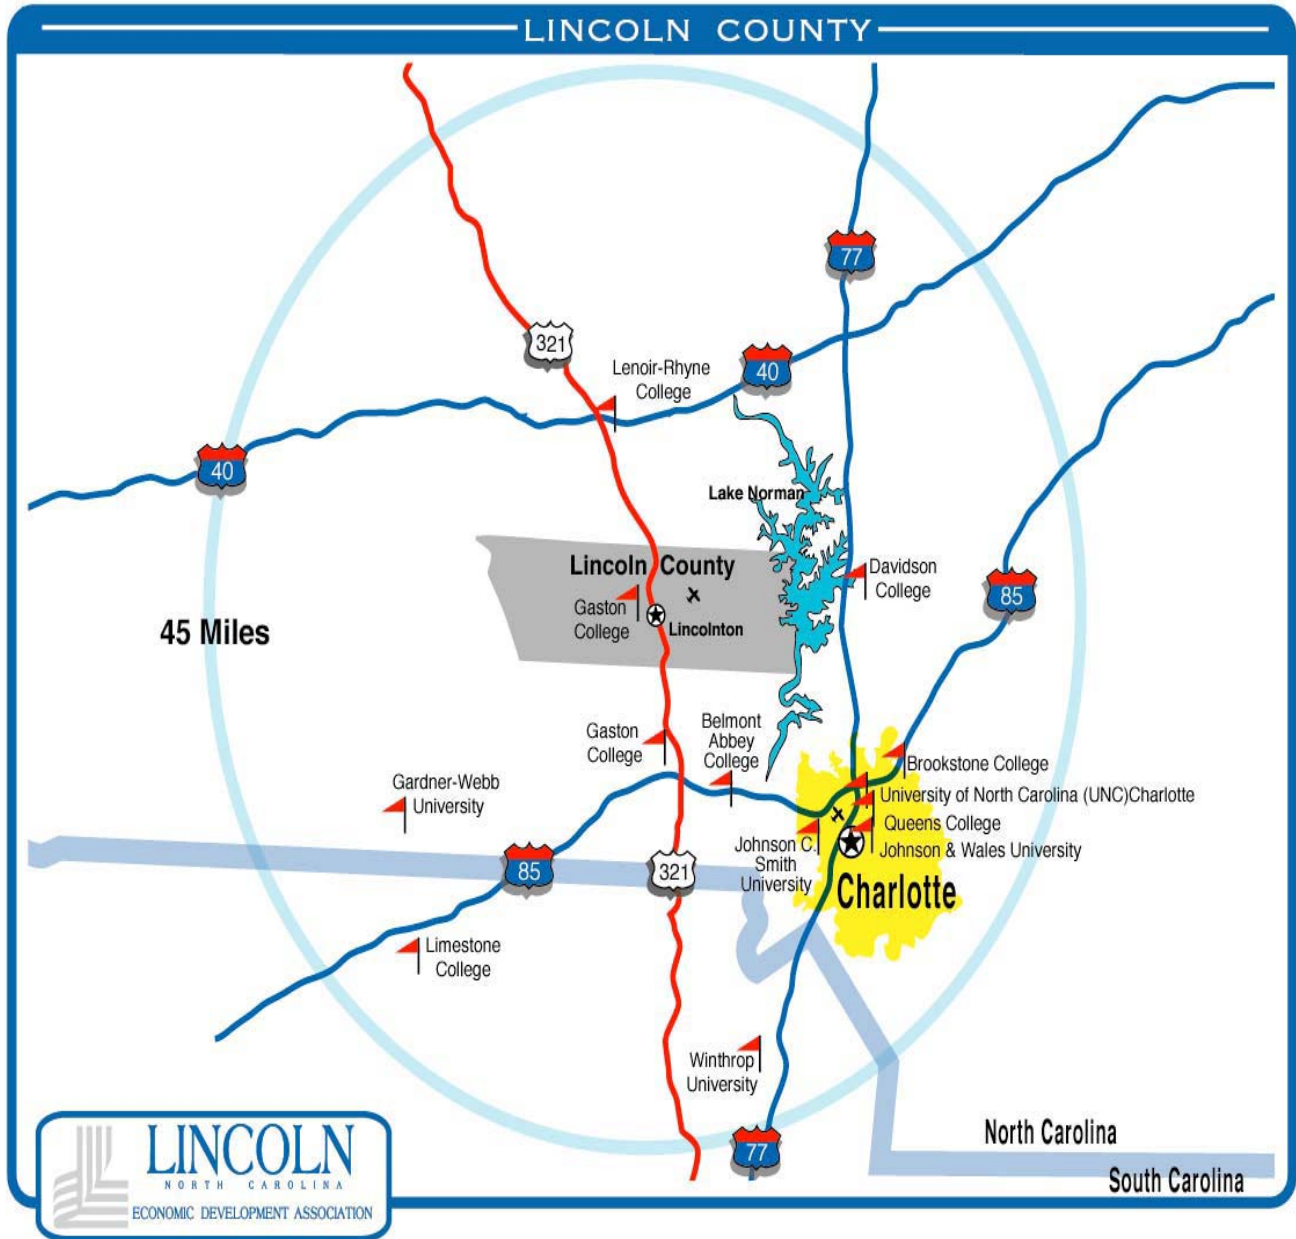 LINCOLN COUNTY
77
321
Lenoir-Rhyne
College
40
40
Lake Norman
Lincoln County
Davidson
College
85
Gaston
College
Lincolnton
45 Miles
Gaston
College
Belmont
Abbey
College
Brookstone College
Gardner-Webb
University
University of North Carolina (UNC)Charlotte
Queens College
Johnson & Wales University
Johnson C.
Smith
University
85
321
Charlotte
Limestone
College
Winthrop
University
77
North Carolina
South Carolina
LINCOLN
NORTH CAROLINA
ECONOMIC DEVELOPMENT ASSOCIATION